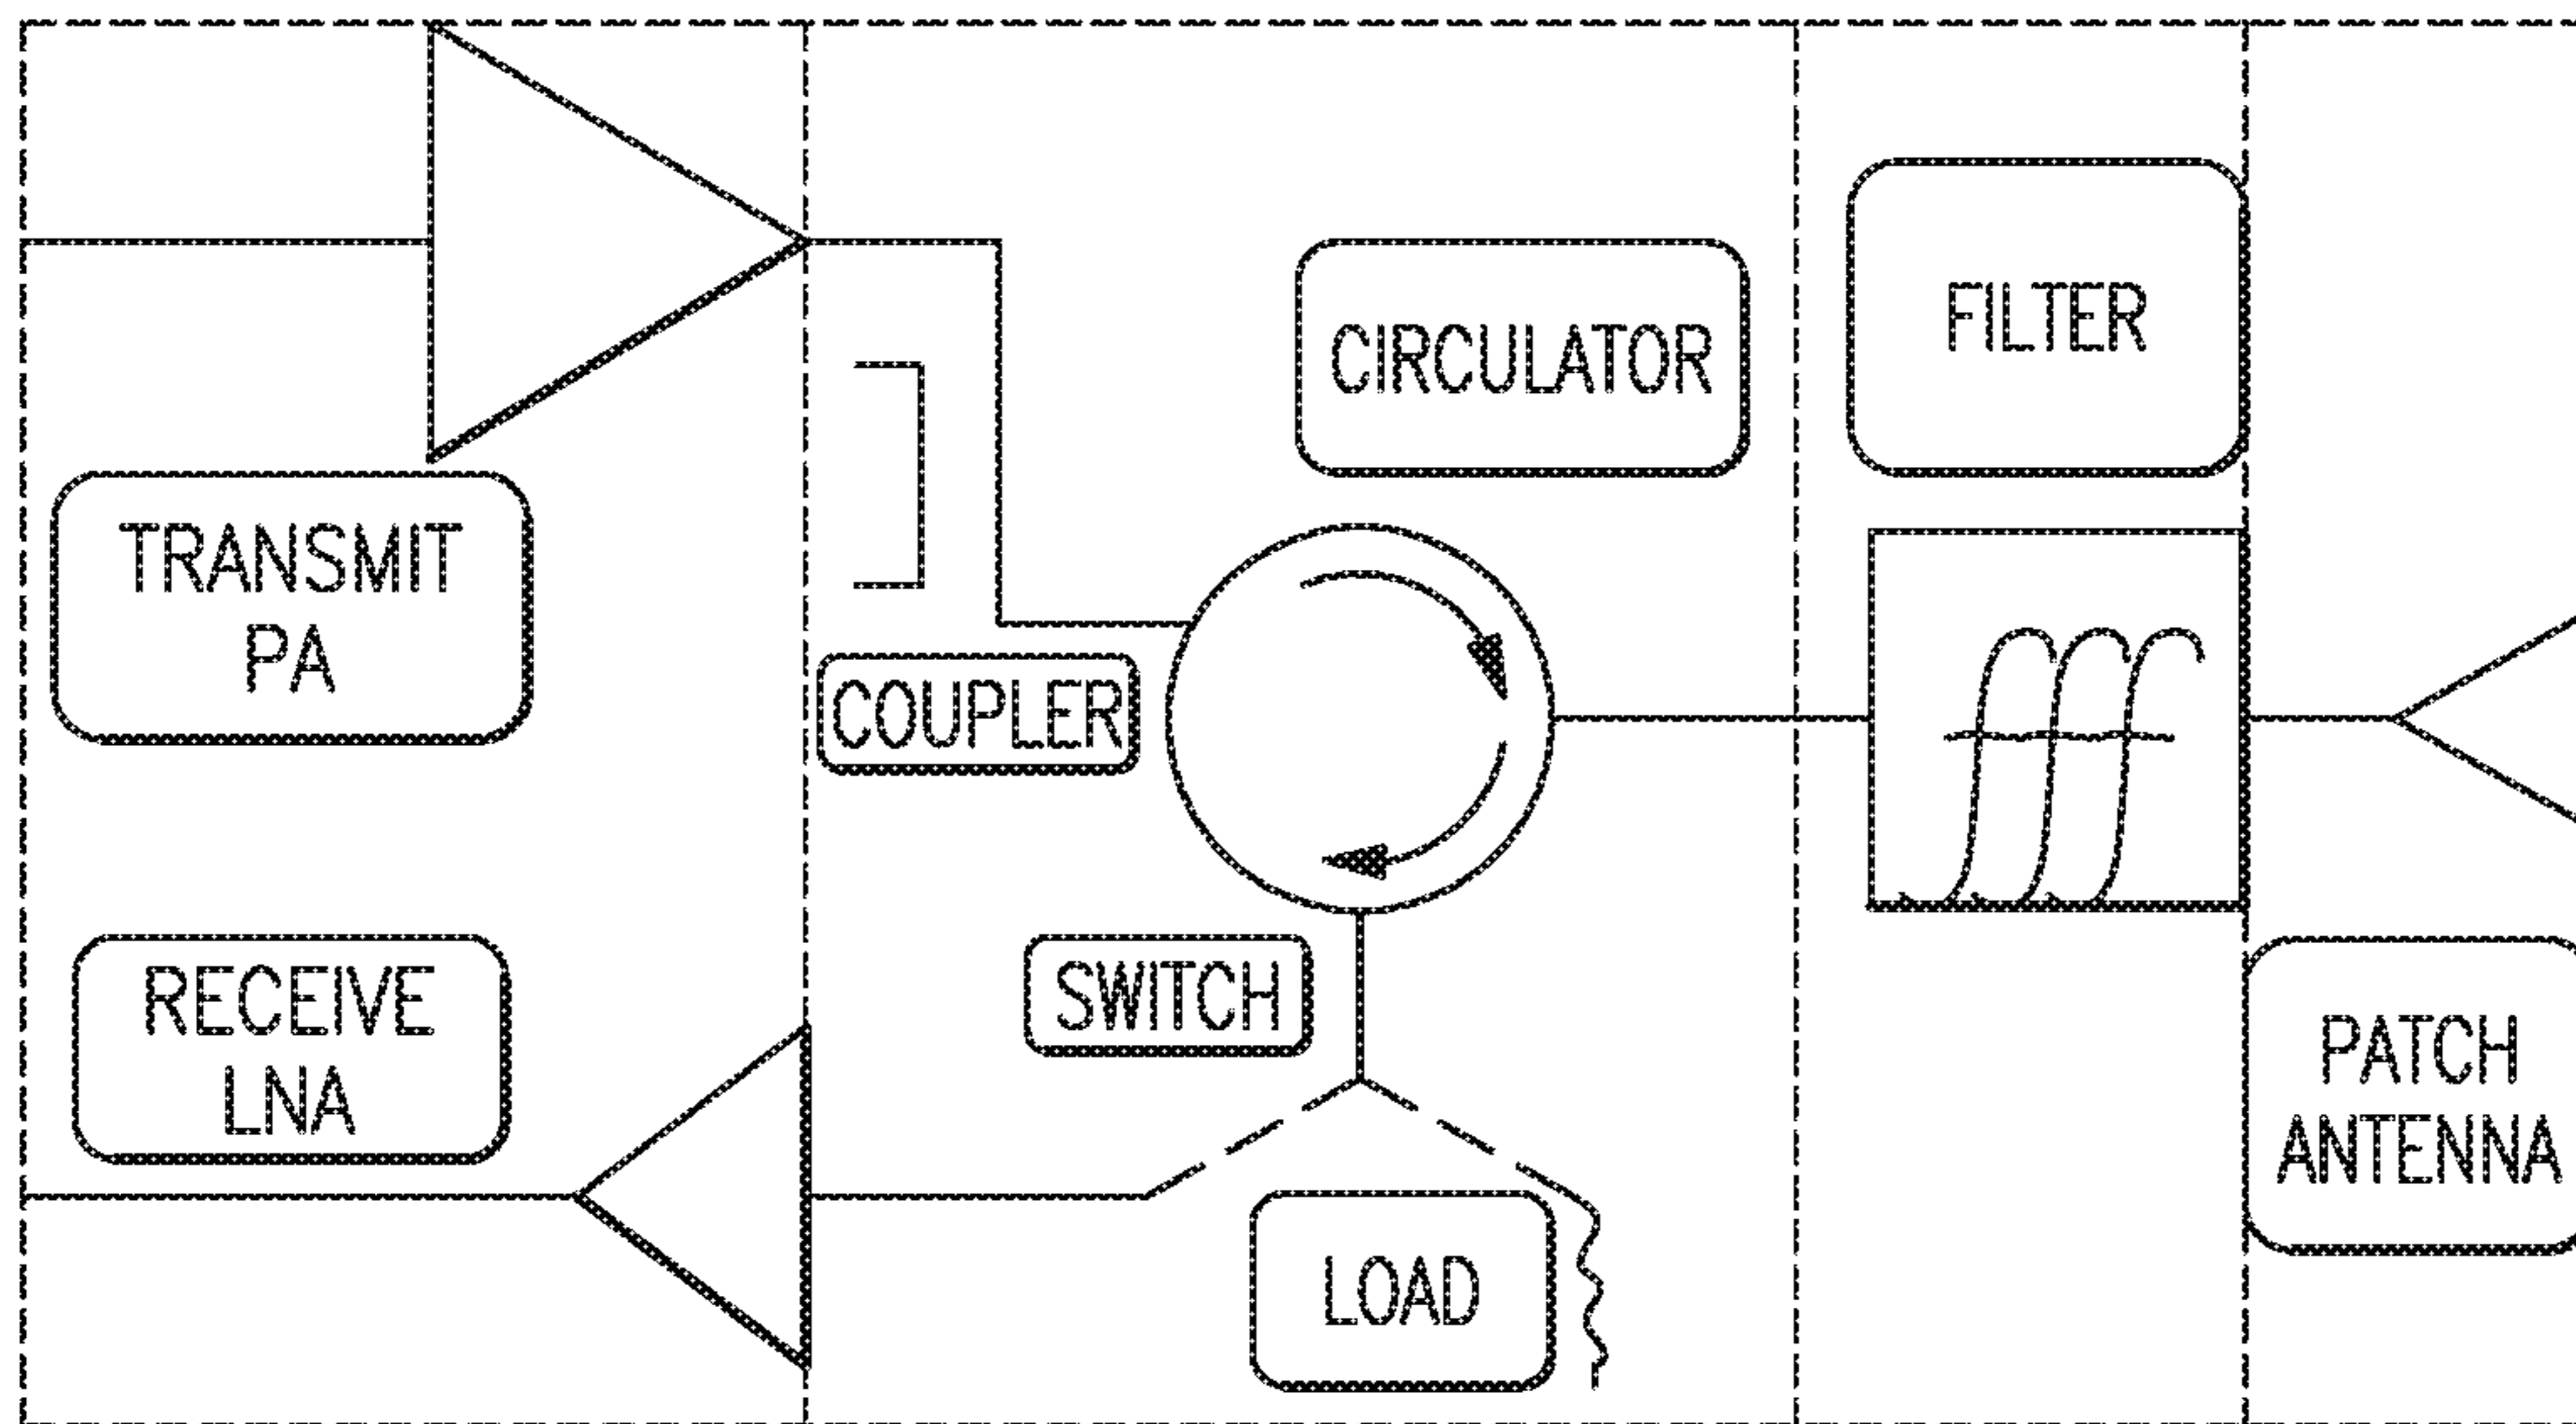 TRANSMIT
PA
COUPLER
CIRCULATOR
FILTER
RECEIVE
LNA
SWITCH
LOAD
PATCH
ANTENNA